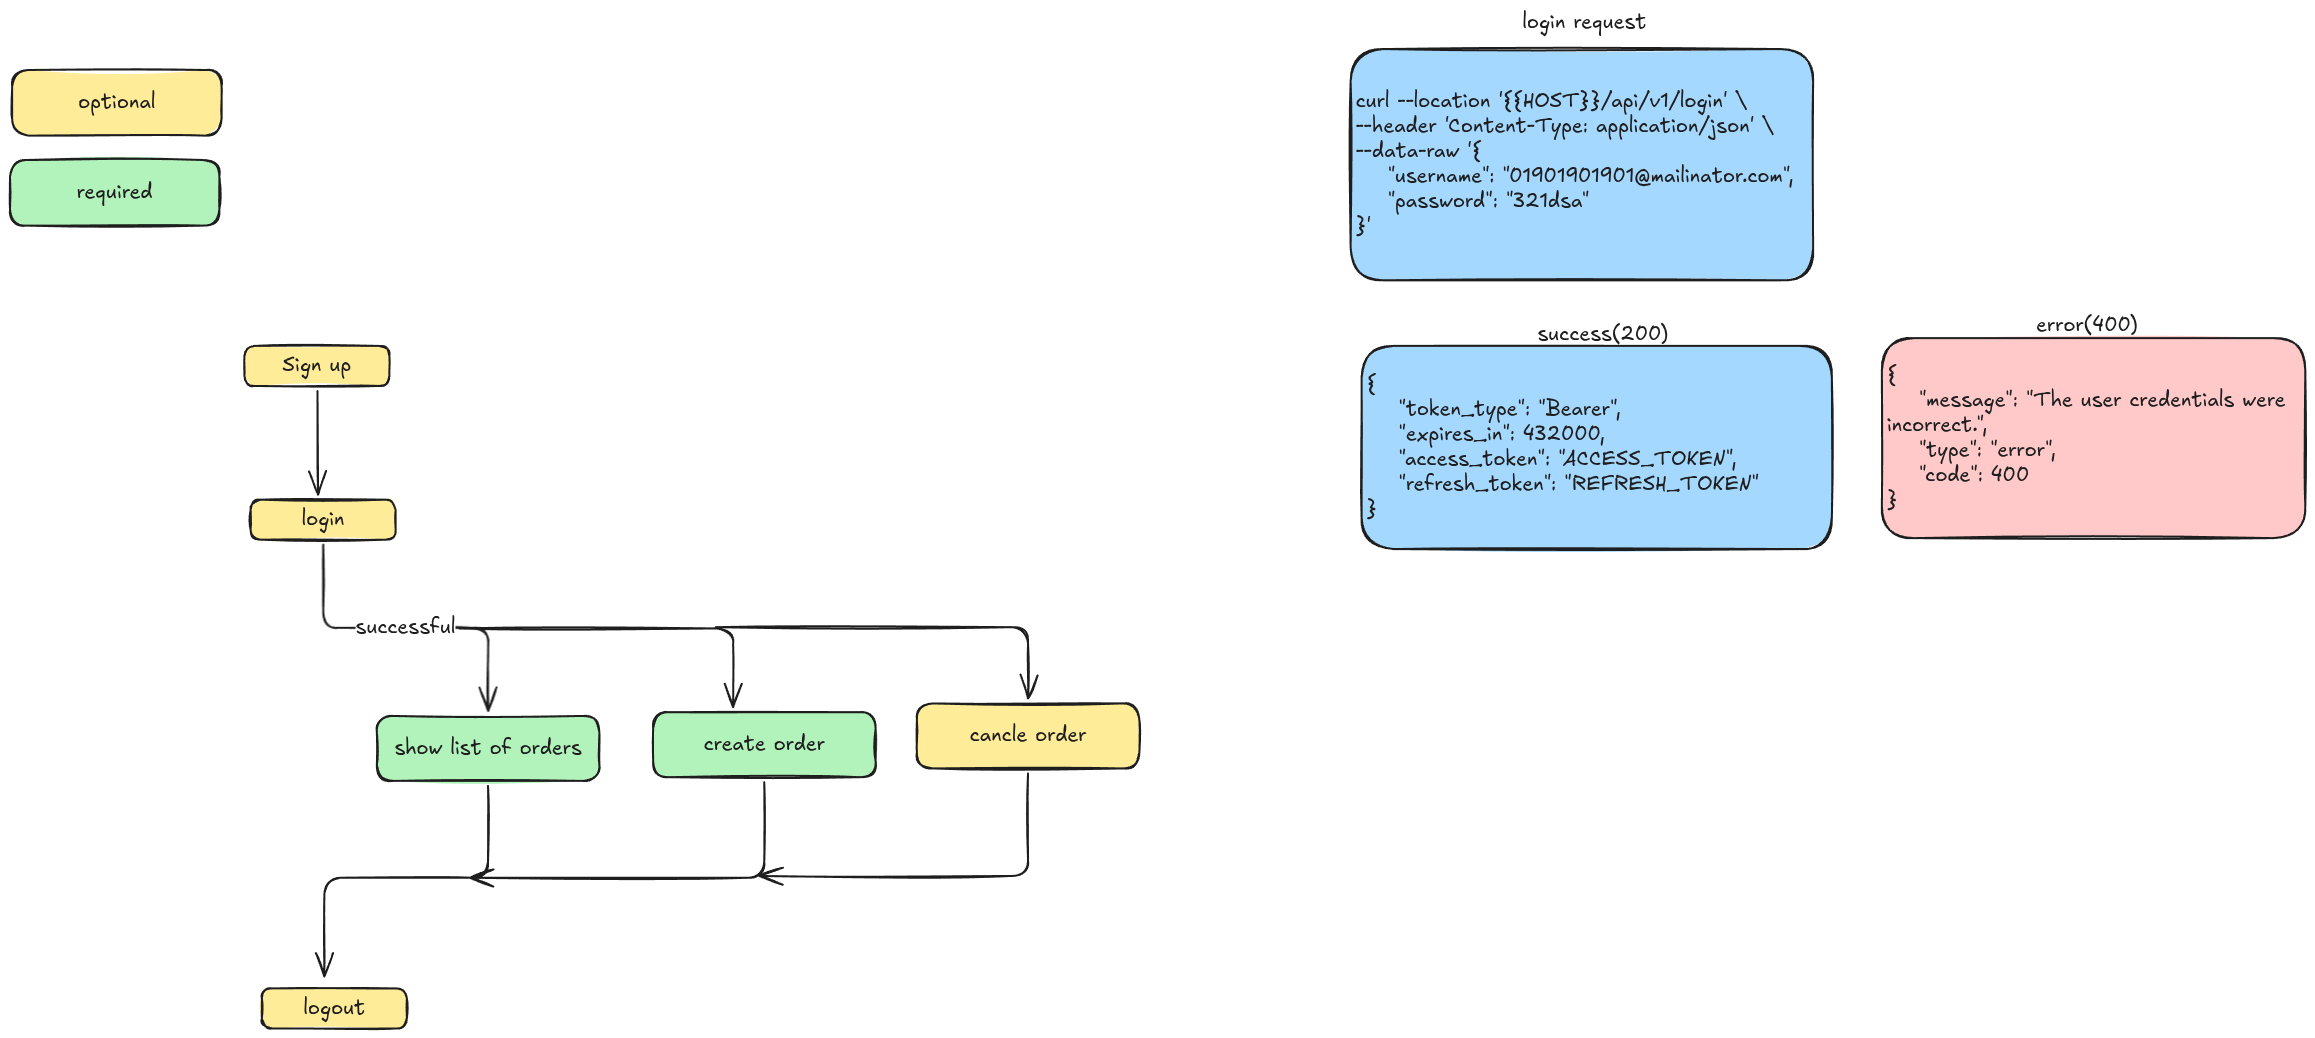 login request
optional
required
curl --location '{{HOST}}/api/v1/login' \
--header 'Content-Type: application/json' \
--data-raw '{
"username": "01901901901@mailinator.com",
"password": "321dsa"
}'
success(200)
{
"token_type": "Bearer",
"expires_in": 432000,
"access_token": "ACCESS_TOKEN",
"refresh_token": "REFRESH_TOKEN"
}
error(400)
{
"message": "The user credentials were
incorrect.",
"type": "error",
"code": 400
}
Sign up
login
successful
show list of orders
create order
cancle order
logout